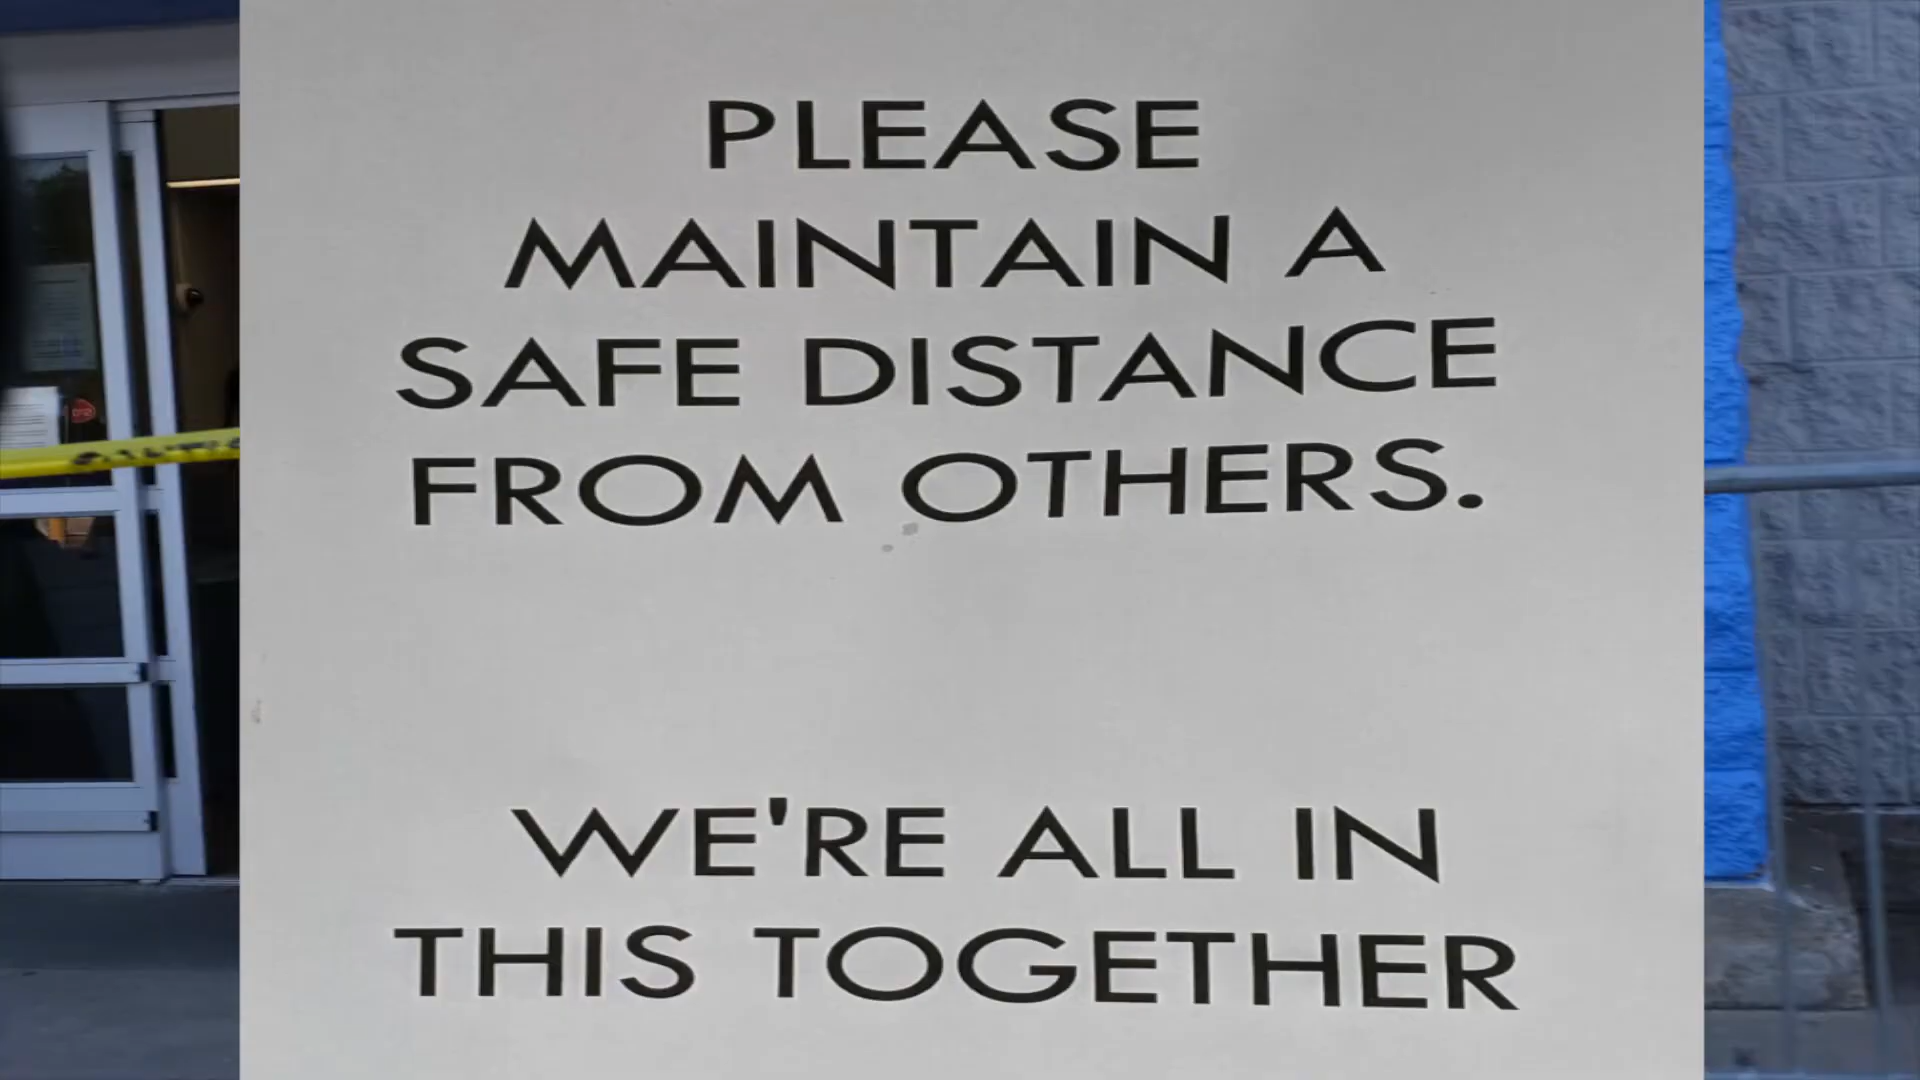 PLEASE
MAINTAIN A
SAFE DISTANCE
FROM OTHERS.
WE'RE ALL IN
THIS TOGETHER